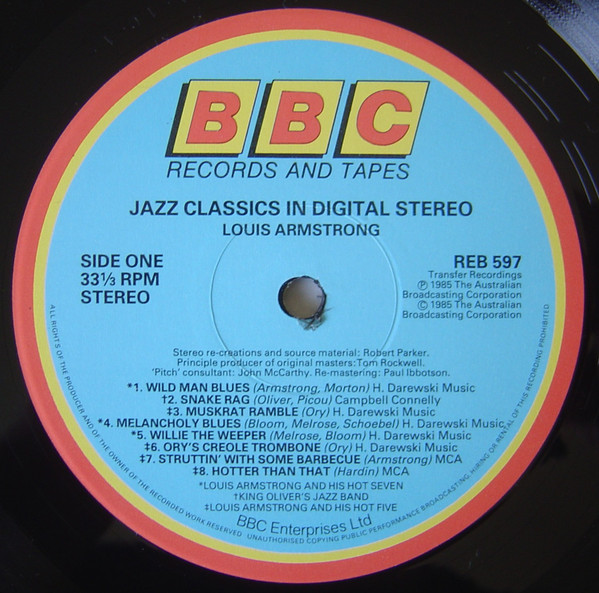 BBC
RECORDS AND TAPES
JAZZ CLASSICS IN DIGITAL STEREO
LOUIS ARMSTRONG
SIDE ONE
33⅓ RPM
STEREO
REB 597
Transfer Recordings
℗ 1985 The Australian
Broadcasting Corporation
© 1985 The Australian
Broadcasting Corporation
Stereo re-creations and source material: Robert Parker.
Principle producer of original masters: Tom Rockwell.
'Pitch' consultant: John McCarthy. Re-mastering: Paul Ibbotson.
*1. WILD MAN BLUES (Armstrong, Morton) H. Darewski Music
†2. SNAKE RAG (Oliver, Picou) Campbell Connelly
‡3. MUSKRAT RAMBLE (Ory) H. Darewski Music
*4. MELANCHOLY BLUES (Bloom, Melrose, Schoebel) H. Darewski Music
*5. WILLIE THE WEEPER (Melrose, Bloom) H. Darewski Music
‡6. ORY'S CREOLE TROMBONE (Ory) H. Darewski Music
‡7. STRUTTIN' WITH SOME BARBECUE (Armstrong) MCA
‡8. HOTTER THAN THAT (Hardin) MCA
*LOUIS ARMSTRONG AND HIS HOT SEVEN
†KING OLIVER'S JAZZ BAND
‡LOUIS ARMSTRONG AND HIS HOT FIVE
BBC Enterprises Ltd
ALL RIGHTS OF THE PRODUCER AND OF THE OWNER OF THE RECORDED WORK RESERVED · UNAUTHORISED COPYING PUBLIC PERFORMANCE BROADCASTING, HIRING OR RENTAL OF THIS RECORDING PROHIBITED